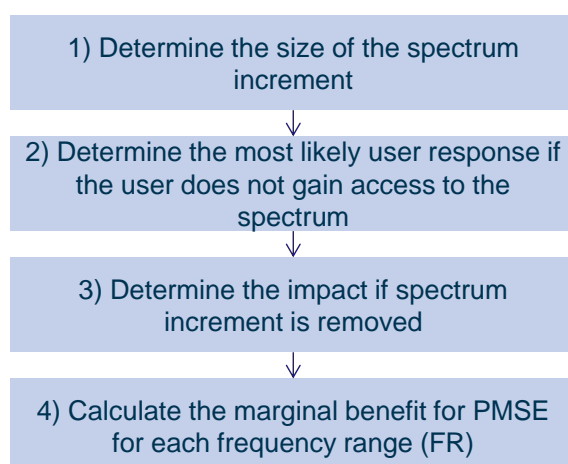 1) Determine the size of the spectrum
increment
2) Determine the most likely user response if
the user does not gain access to the
spectrum
3) Determine the impact if spectrum
increment is removed
4) Calculate the marginal benefit for PMSE
for each frequency range (FR)